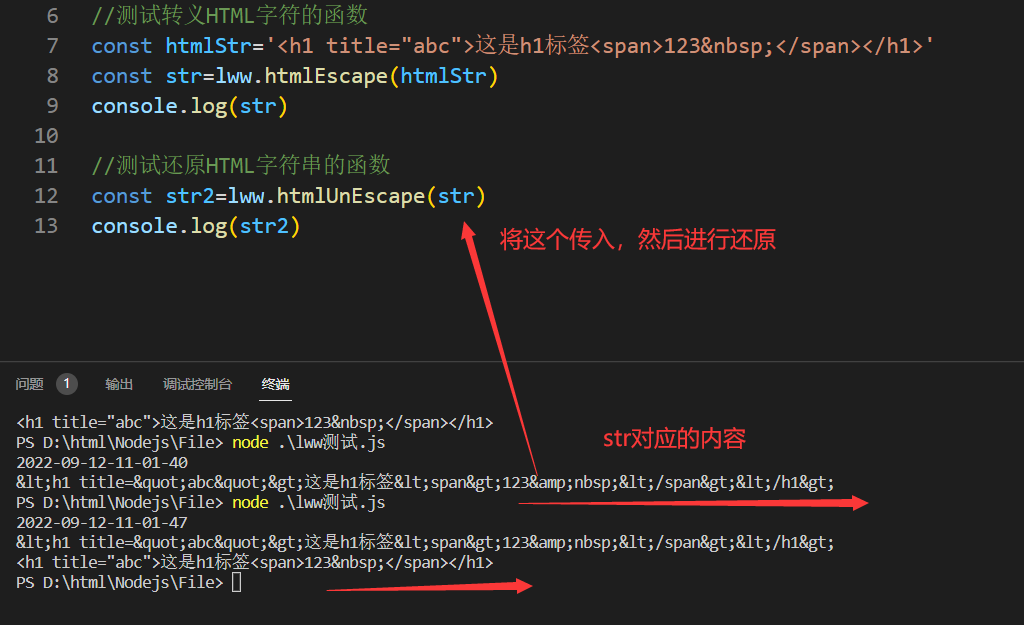 6 //测试转义HTML字符的函数
7 const htmlStr='<h1 title="abc">这是h1标签<span>123&nbsp;</span></h1>'
8 const str=lww.htmlEscape(htmlStr)
9 console.log(str)
10
11 //测试还原HTML字符串的函数
12 const str2=lww.htmlUnEscape(str)
13 console.log(str2)
将这个传入，然后进行还原
问题 1 输出 调试控制台 终端
<h1 title="abc">这是h1标签<span>123&nbsp;</span></h1>
PS D:\html\Nodejs\File> node .\lww测试.js
str对应的内容
2022-09-12-11-01-40
&lt;h1 title=&quot;abc&quot;&gt;这是h1标签&lt;span&gt;123&amp;nbsp;&lt;/span&gt;&lt;/h1&gt;
PS D:\html\Nodejs\File> node .\lww测试.js
2022-09-12-11-01-47
&lt;h1 title=&quot;abc&quot;&gt;这是h1标签&lt;span&gt;123&amp;nbsp;&lt;/span&gt;&lt;/h1&gt;
<h1 title="abc">这是h1标签<span>123&nbsp;</span></h1>
PS D:\html\Nodejs\File>